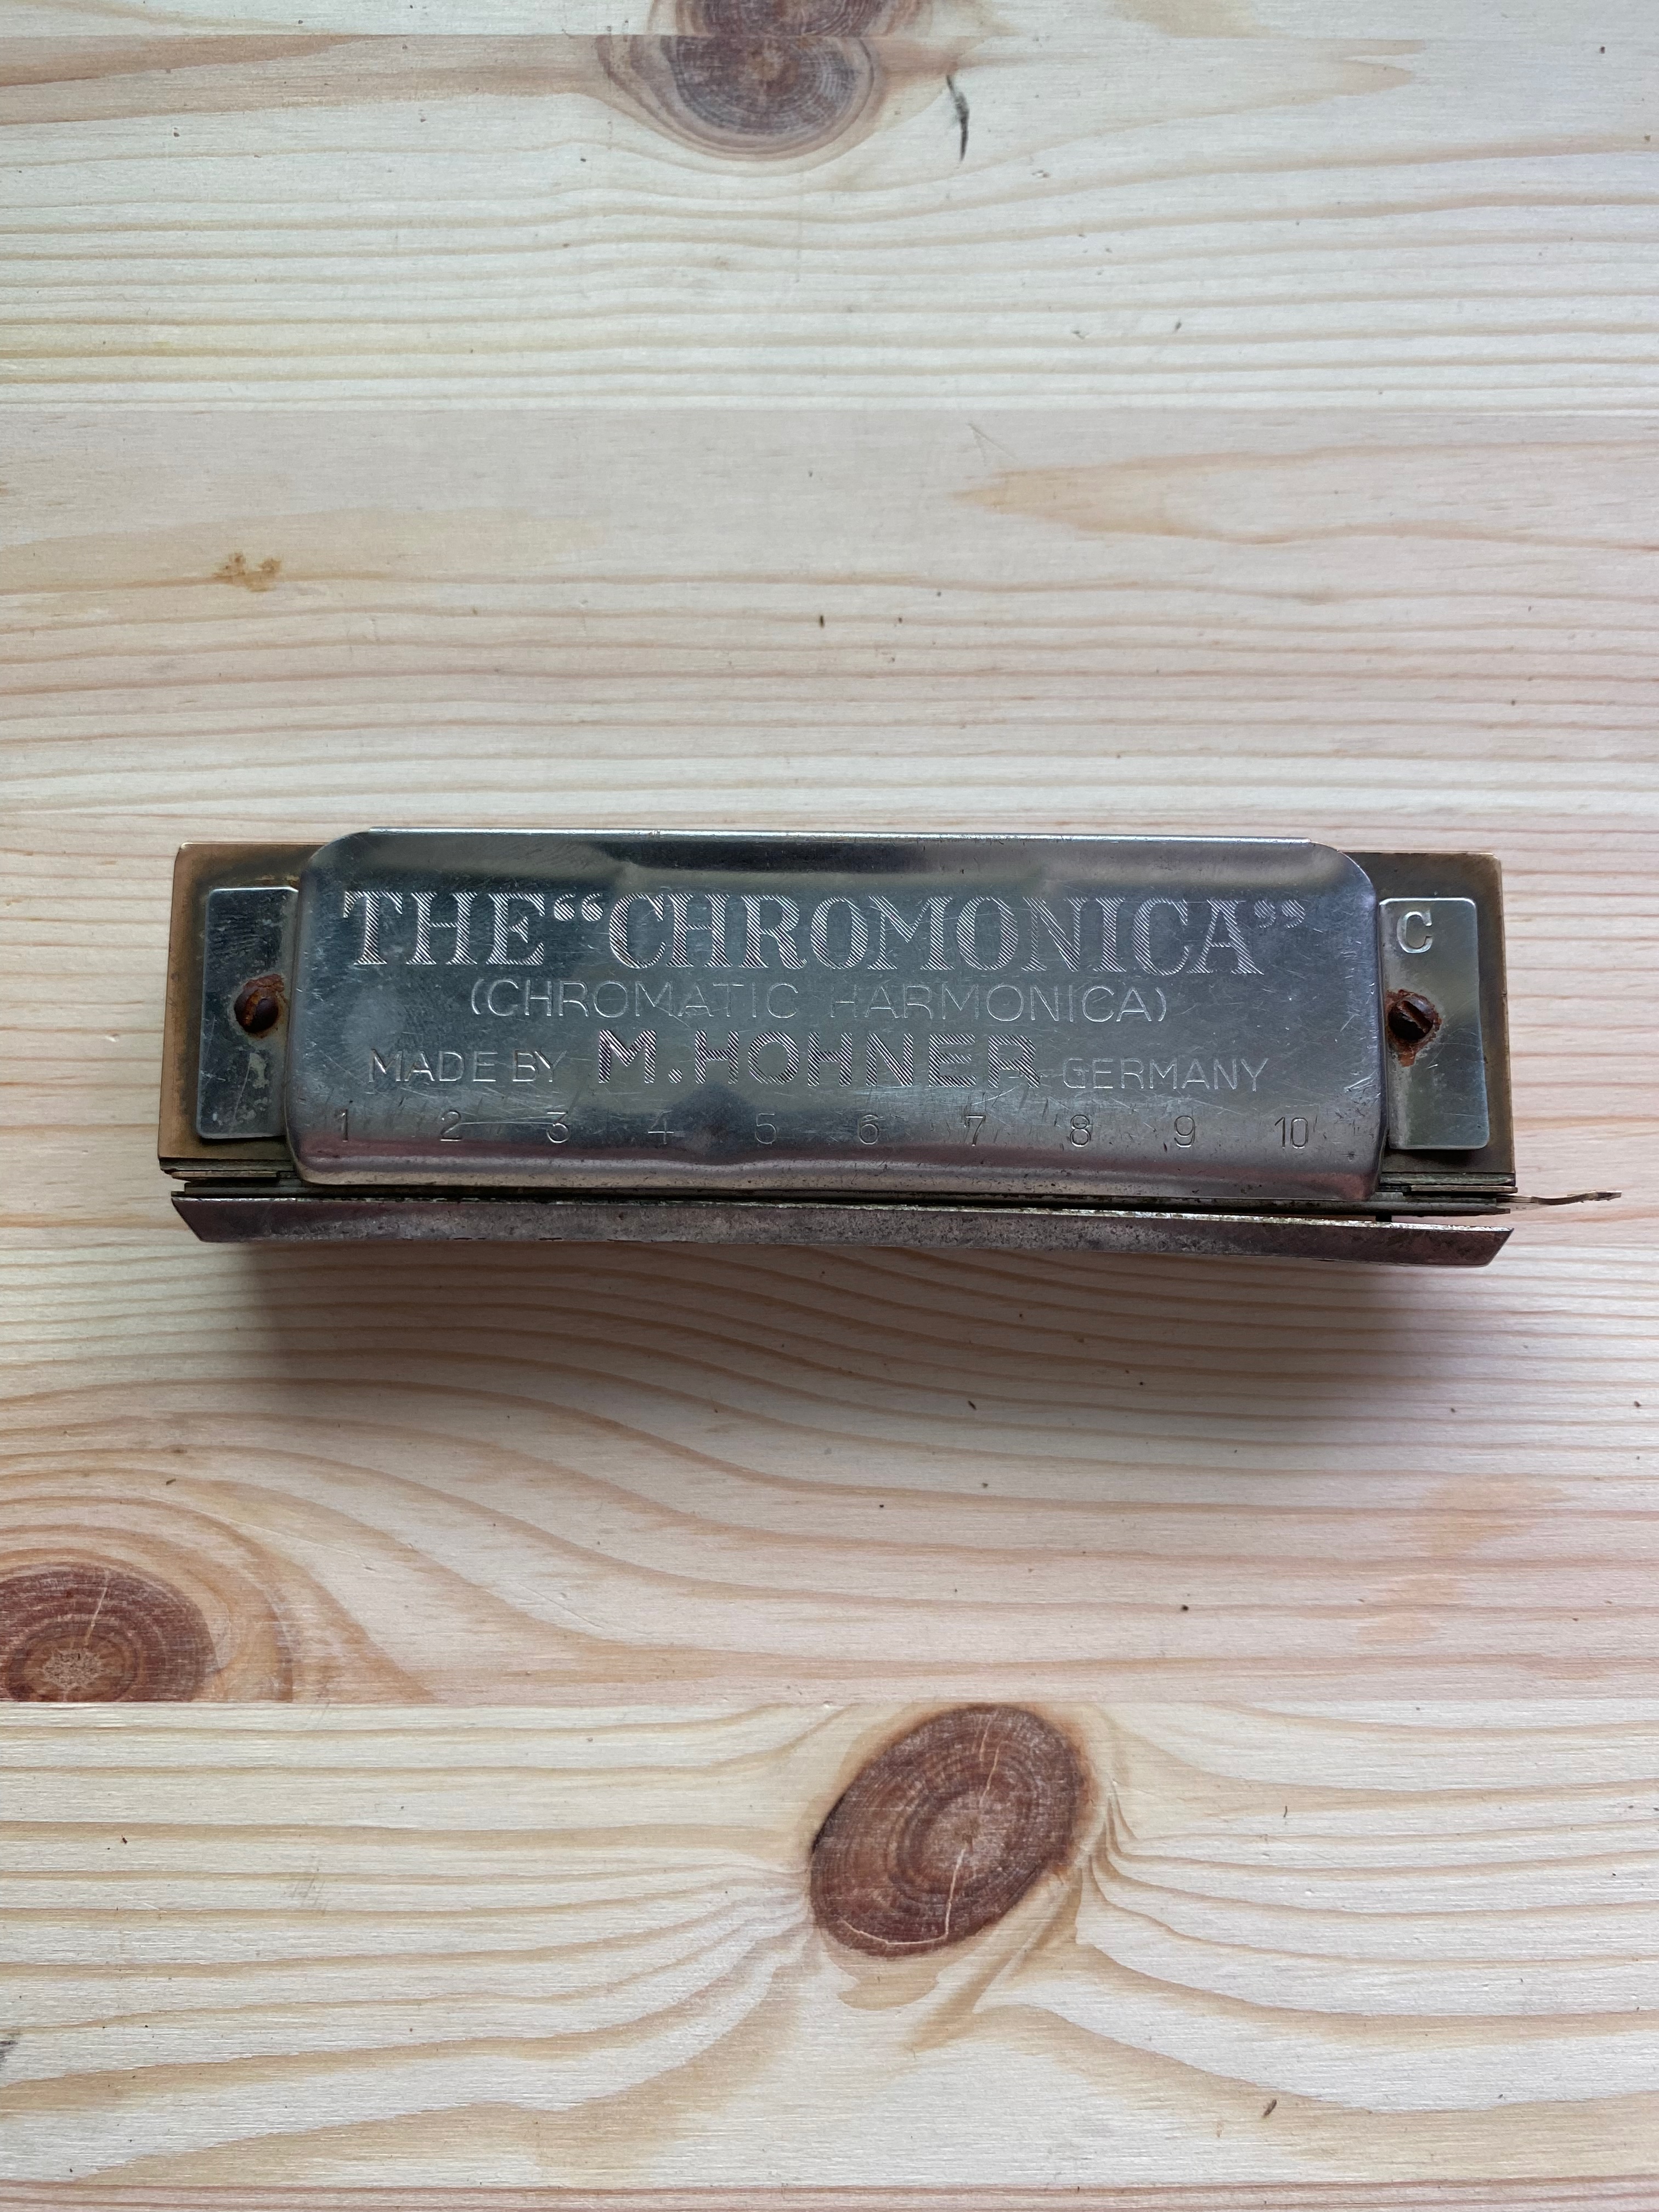 THE “CHROMONICA”
C
(CHROMATIC HARMONICA)
MADE BY M. HOHNER GERMANY
1 2 3 4 5 6 7 8 9 10